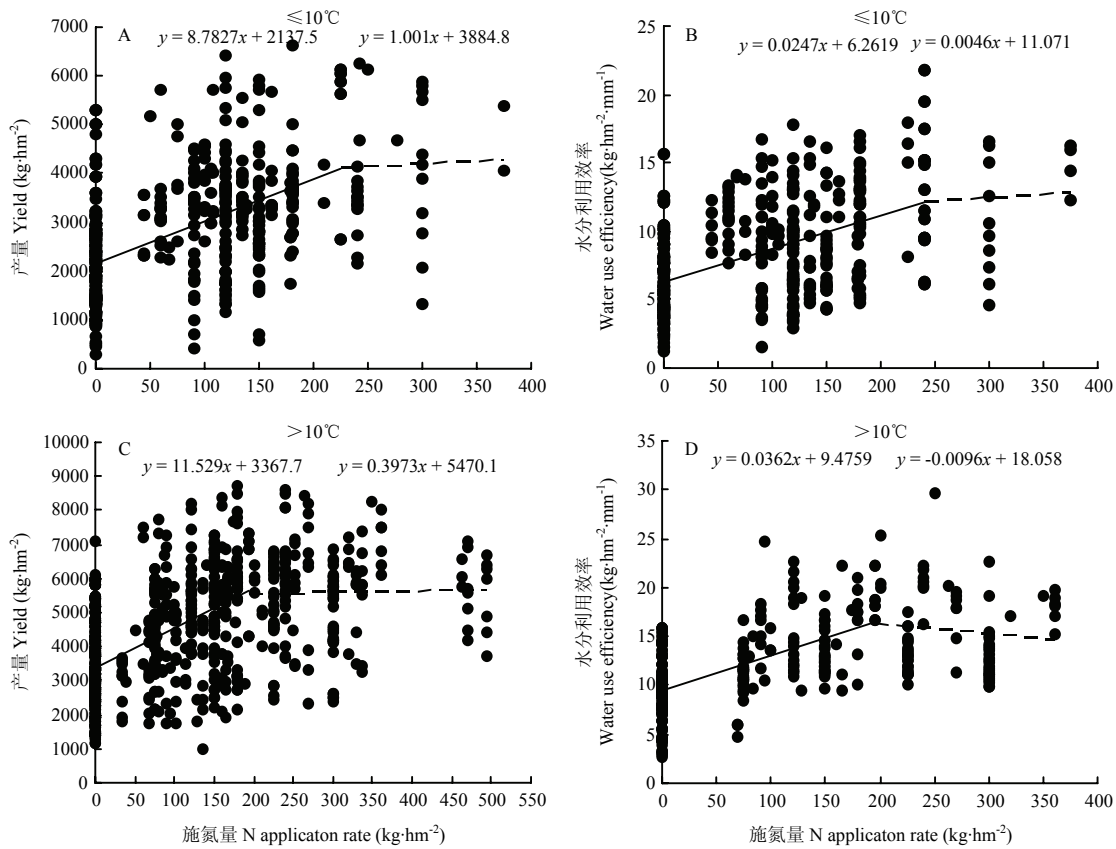 ≤10℃
A
y = 8.7827x + 2137.5 1.001x + 3884.8
产量 Yield (kg·hm⁻²)
7000
6000
5000
4000
3000
2000
1000
0
0 50 100 150 200 250 300 350 400
≤10℃
B
y = 0.0247x + 6.2619 y = 0.0046x + 11.071
水分利用效率
Water use efficiency(kg·hm⁻²·mm⁻¹)
25
20
15
10
5
0
0 50 100 150 200 250 300 350 400
>10℃
C
y = 11.529x + 3367.7 y = 0.3973x + 5470.1
产量 Yield (kg·hm⁻²)
10000
9000
8000
7000
6000
5000
4000
3000
2000
1000
0
0 50 100 150 200 250 300 350 400 450 500 550
施氮量 N applicaton rate (kg·hm⁻²)
>10℃
D
y = 0.0362x + 9.4759 y = -0.0096x + 18.058
水分利用效率
Water use efficiency(kg·hm⁻²·mm⁻¹)
35
30
25
20
15
10
5
0
0 50 100 150 200 250 300 350 400
施氮量 N applicaton rate (kg·hm⁻²)